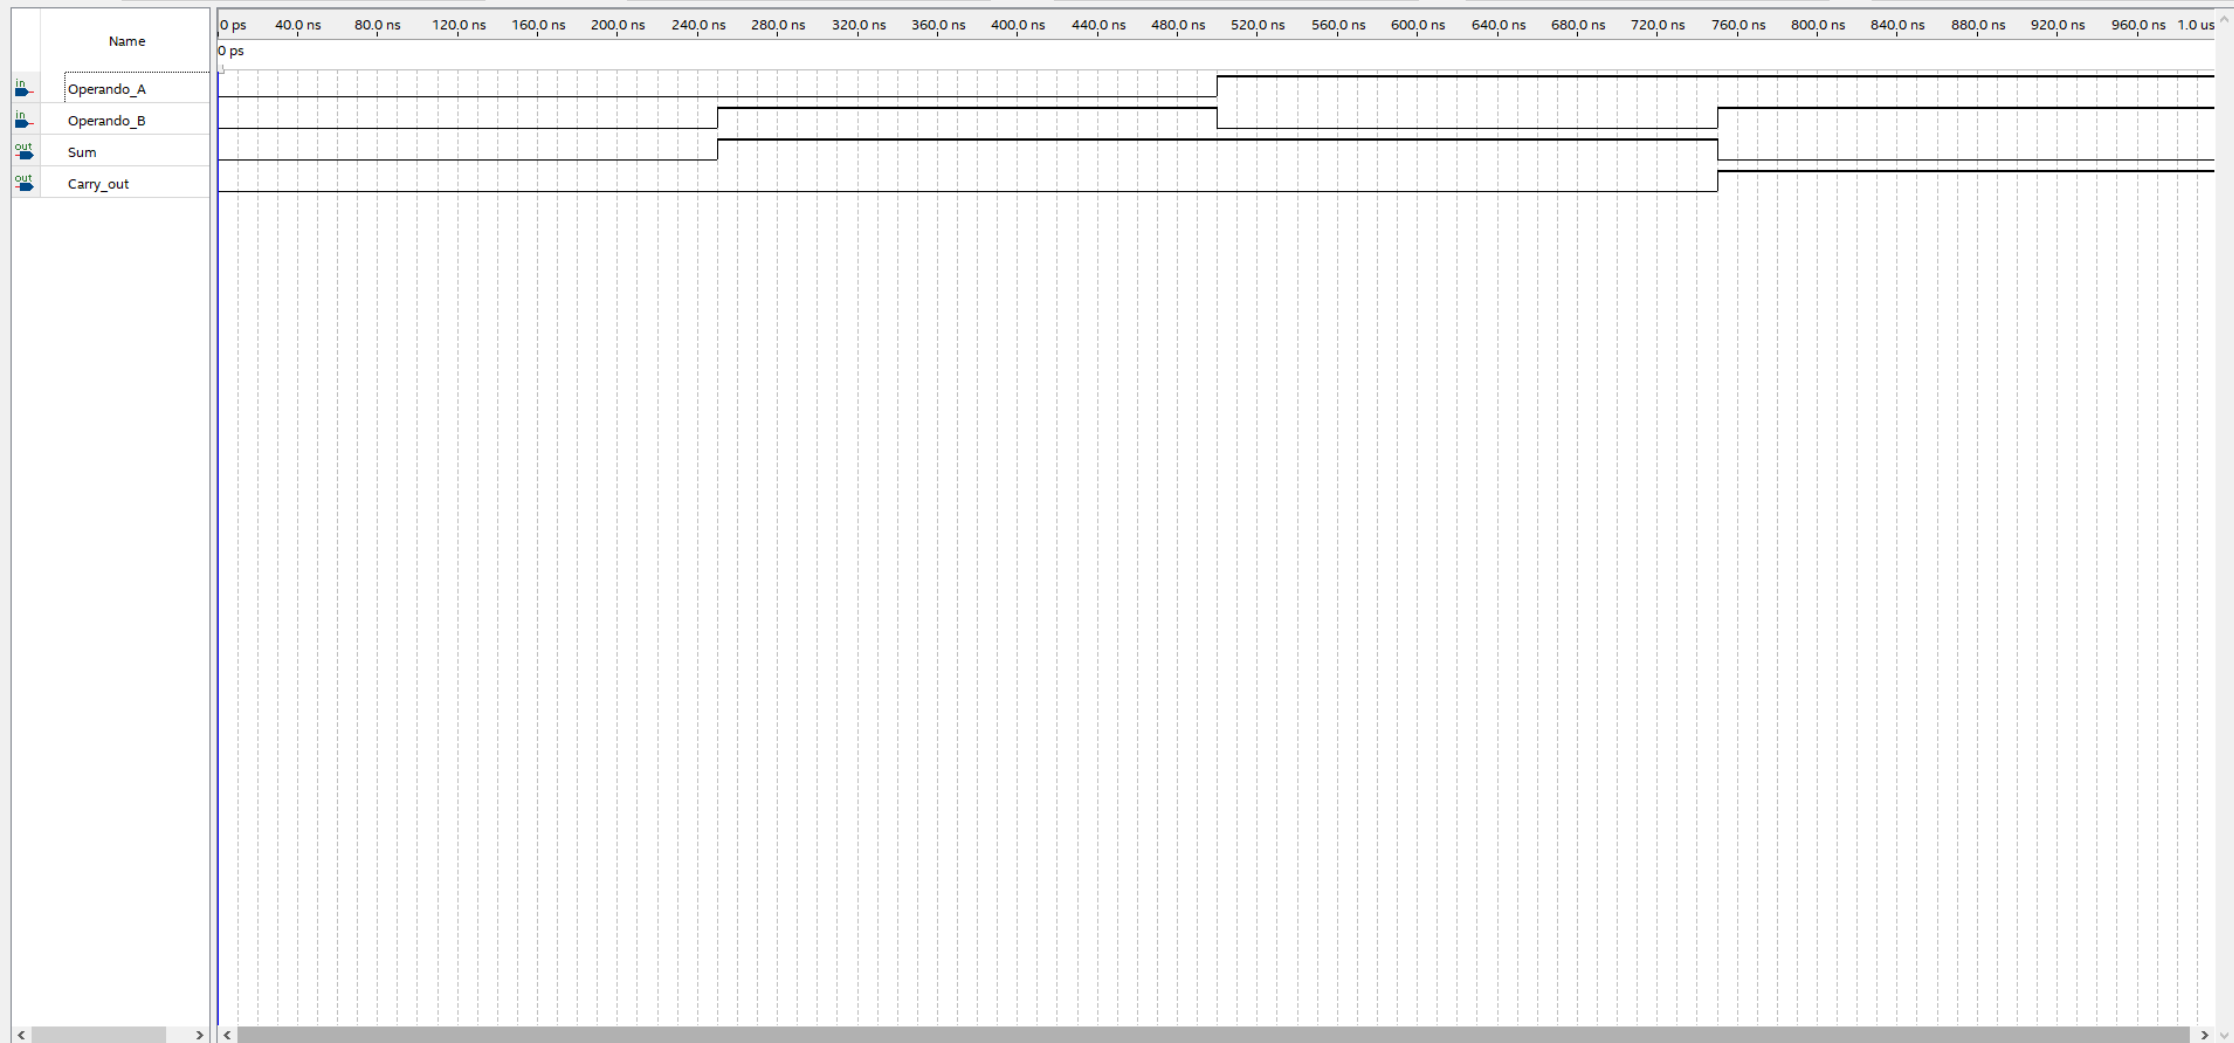 0 ps 40.0 ns 80.0 ns 120.0 ns 160.0 ns 200.0 ns 240.0 ns 280.0 ns 320.0 ns 360.0 ns 400.0 ns 440.0 ns 480.0 ns 520.0 ns 560.0 ns 600.0 ns 640.0 ns 680.0 ns 720.0 ns 760.0 ns 800.0 ns 840.0 ns 880.0 ns 920.0 ns 960.0 ns 1.0 us
Name
0 ps
in Operando_A
in Operando_B
out Sum
out Carry_out